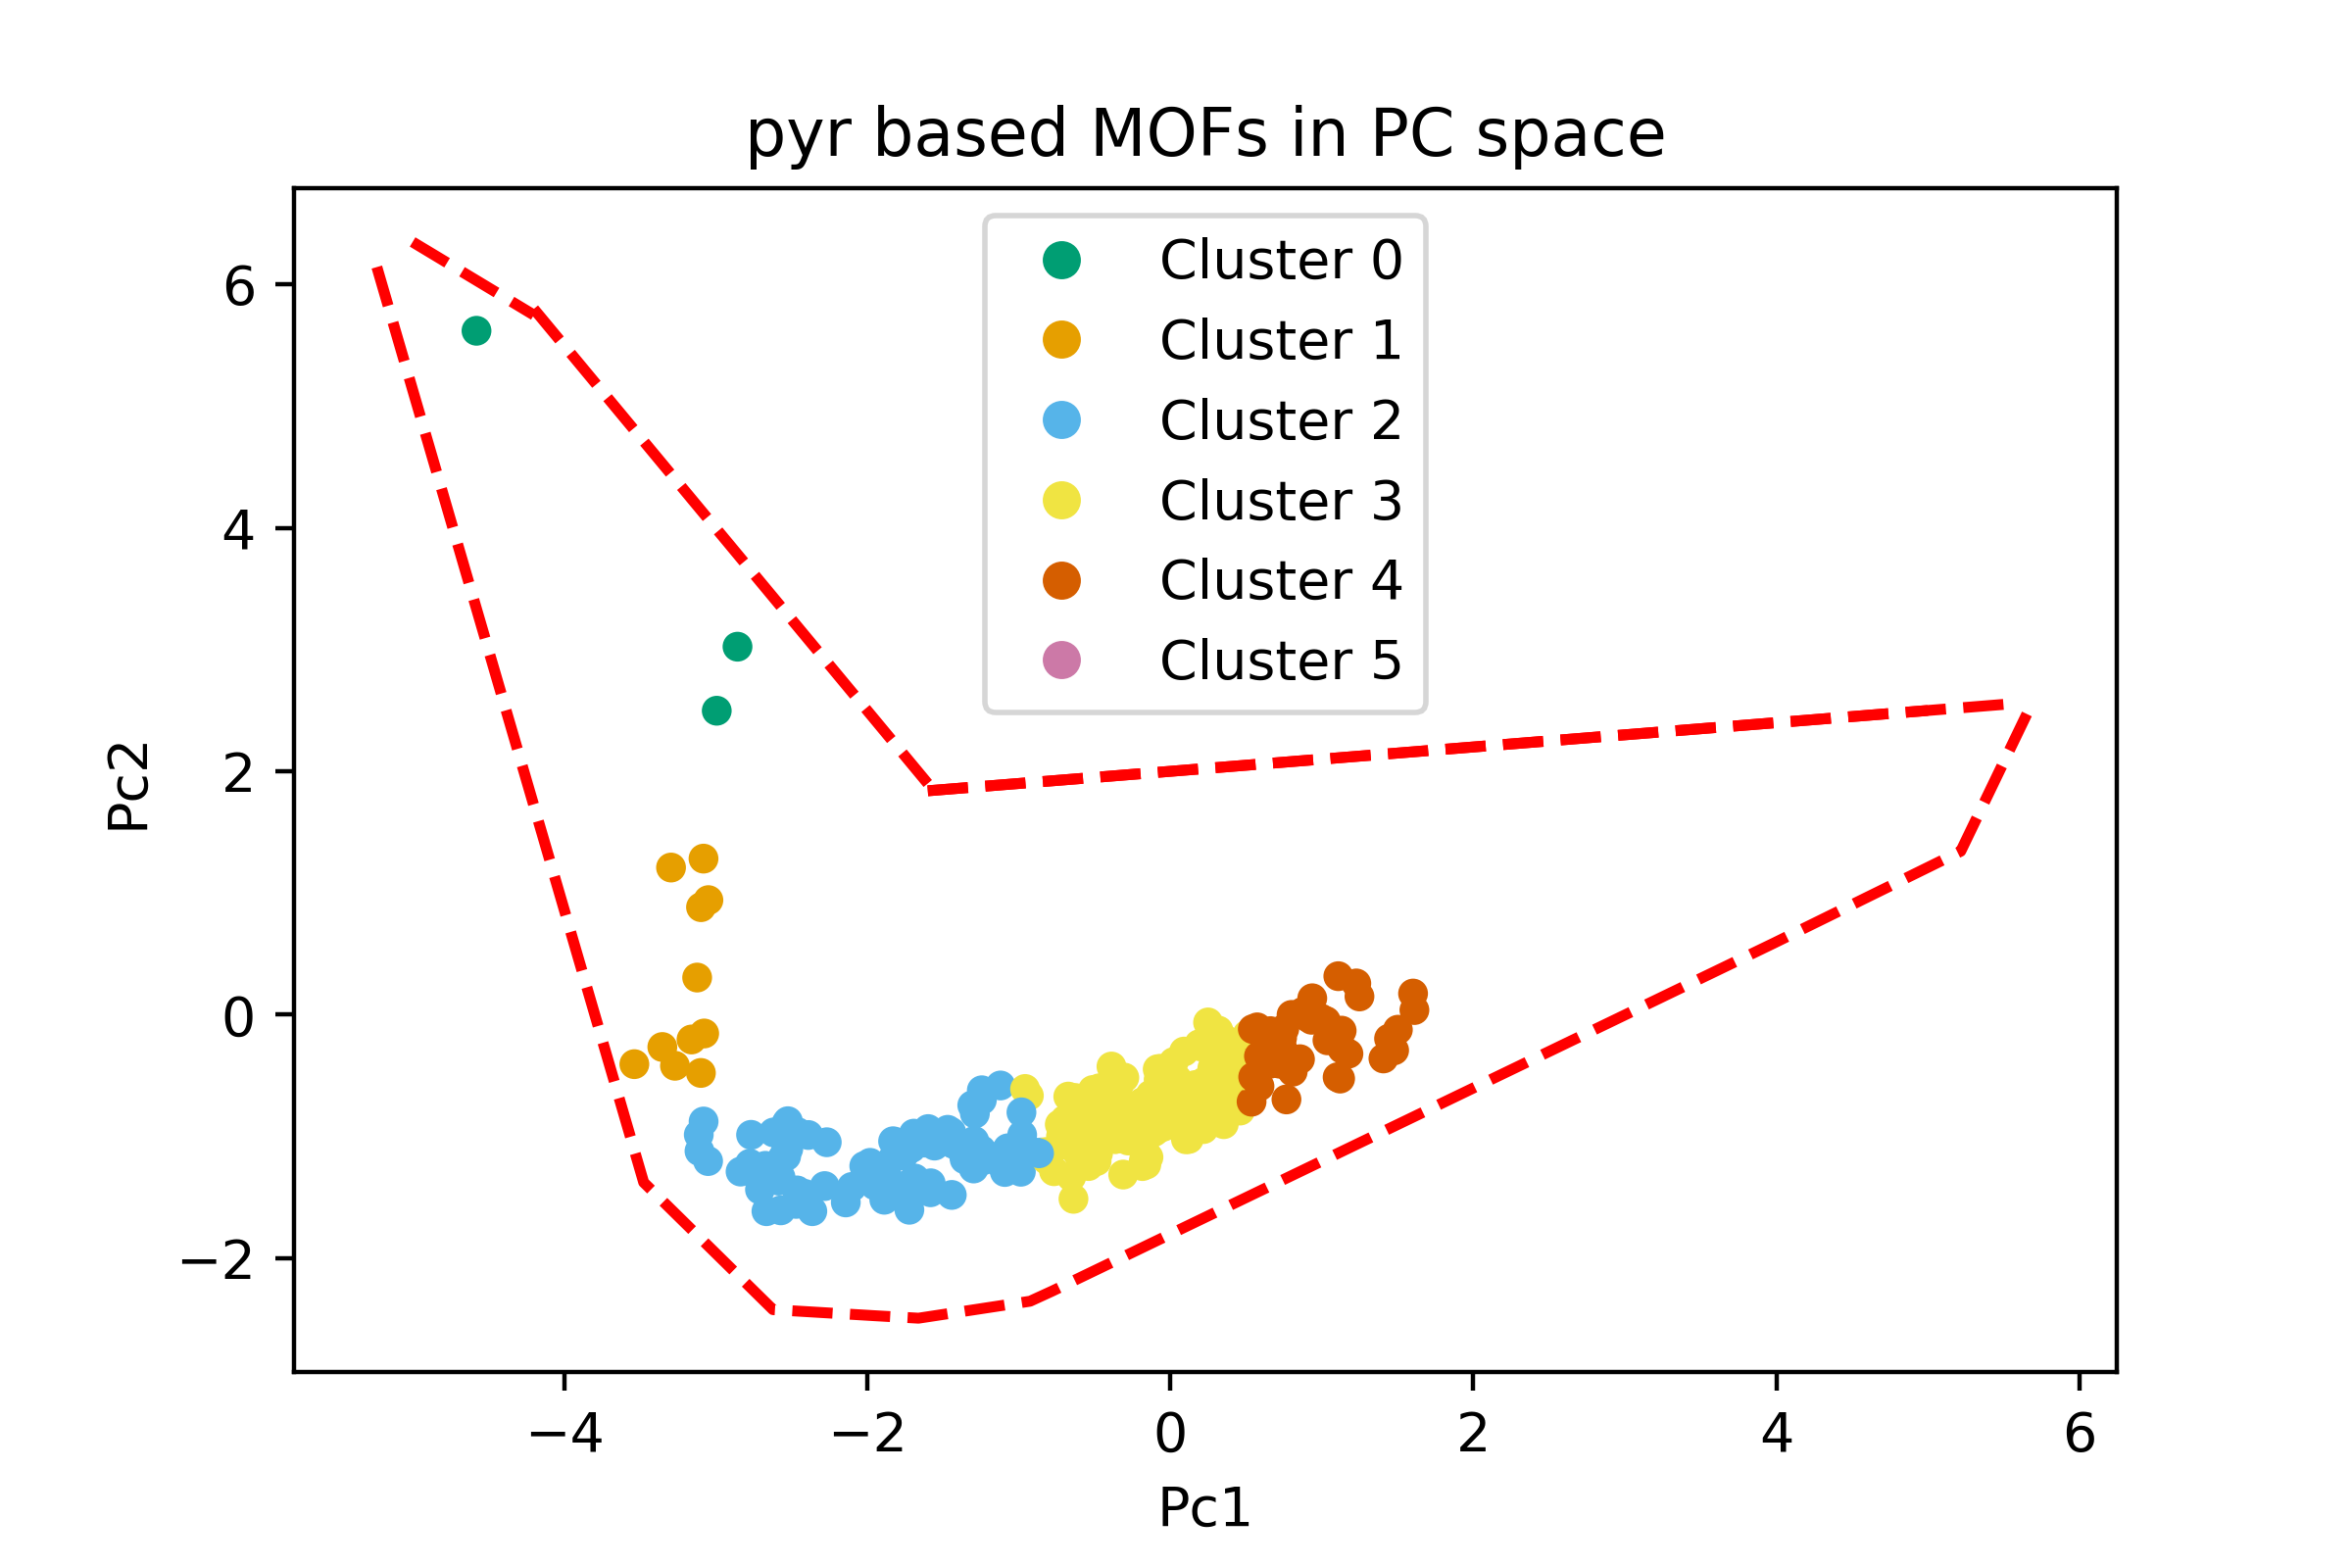 pyr based MOFs in PC space
Cluster 0
Cluster 1
Cluster 2
Cluster 3
Cluster 4
Cluster 5
6
4
2
0
−2
Pc2
−4
−2
0
2
4
6
Pc1